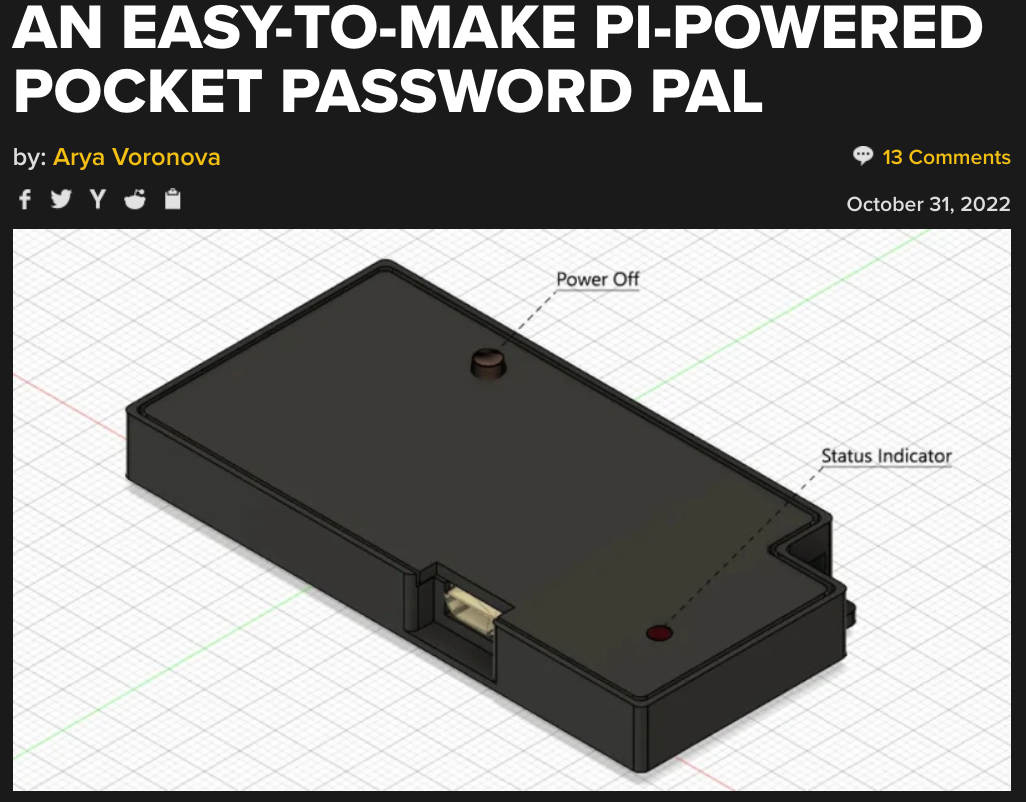 AN EASY-TO-MAKE PI-POWERED
POCKET PASSWORD PAL
by: Arya Voronova
13 Comments
October 31, 2022
Power Off
Status Indicator